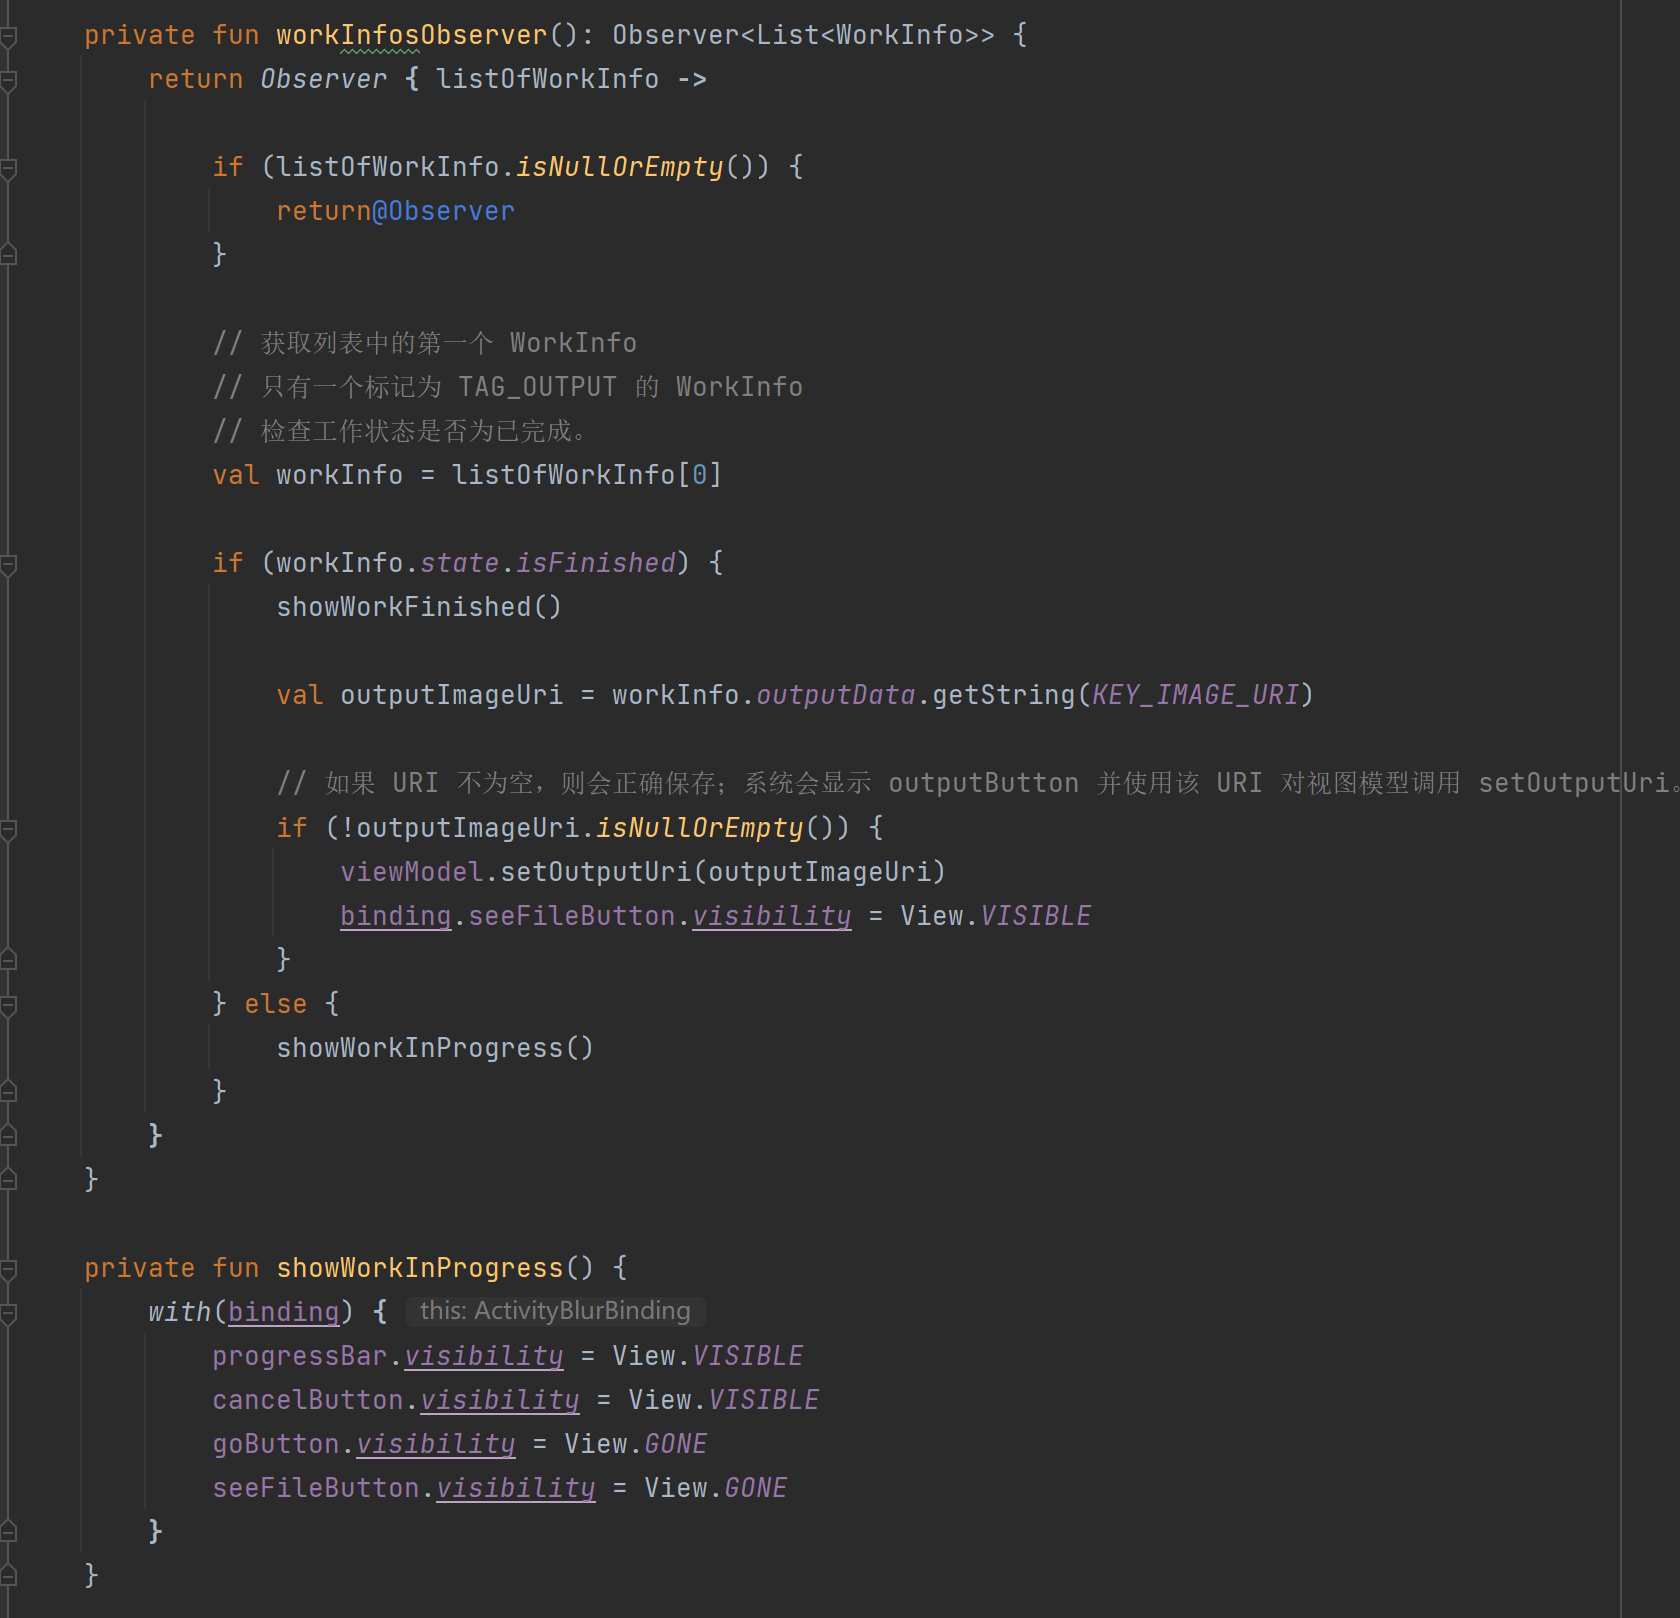 private fun workInfosObserver(): Observer<List<WorkInfo>> {
return Observer { listOfWorkInfo ->
if (listOfWorkInfo.isNullOrEmpty()) {
return@Observer
}
// 获取列表中的第一个 WorkInfo
// 只有一个标记为 TAG_OUTPUT 的 WorkInfo
// 检查工作状态是否为已完成。
val workInfo = listOfWorkInfo[0]
if (workInfo.state.isFinished) {
showWorkFinished()
val outputImageUri = workInfo.outputData.getString(KEY_IMAGE_URI)
// 如果 URI 不为空，则会正确保存；系统会显示 outputButton 并使用该 URI 对视图模型调用 setOutputUri。
if (!outputImageUri.isNullOrEmpty()) {
viewModel.setOutputUri(outputImageUri)
binding.seeFileButton.visibility = View.VISIBLE
}
} else {
showWorkInProgress()
}
}
}
private fun showWorkInProgress() {
with(binding) { this: ActivityBlurBinding
progressBar.visibility = View.VISIBLE
cancelButton.visibility = View.VISIBLE
goButton.visibility = View.GONE
seeFileButton.visibility = View.GONE
}
}